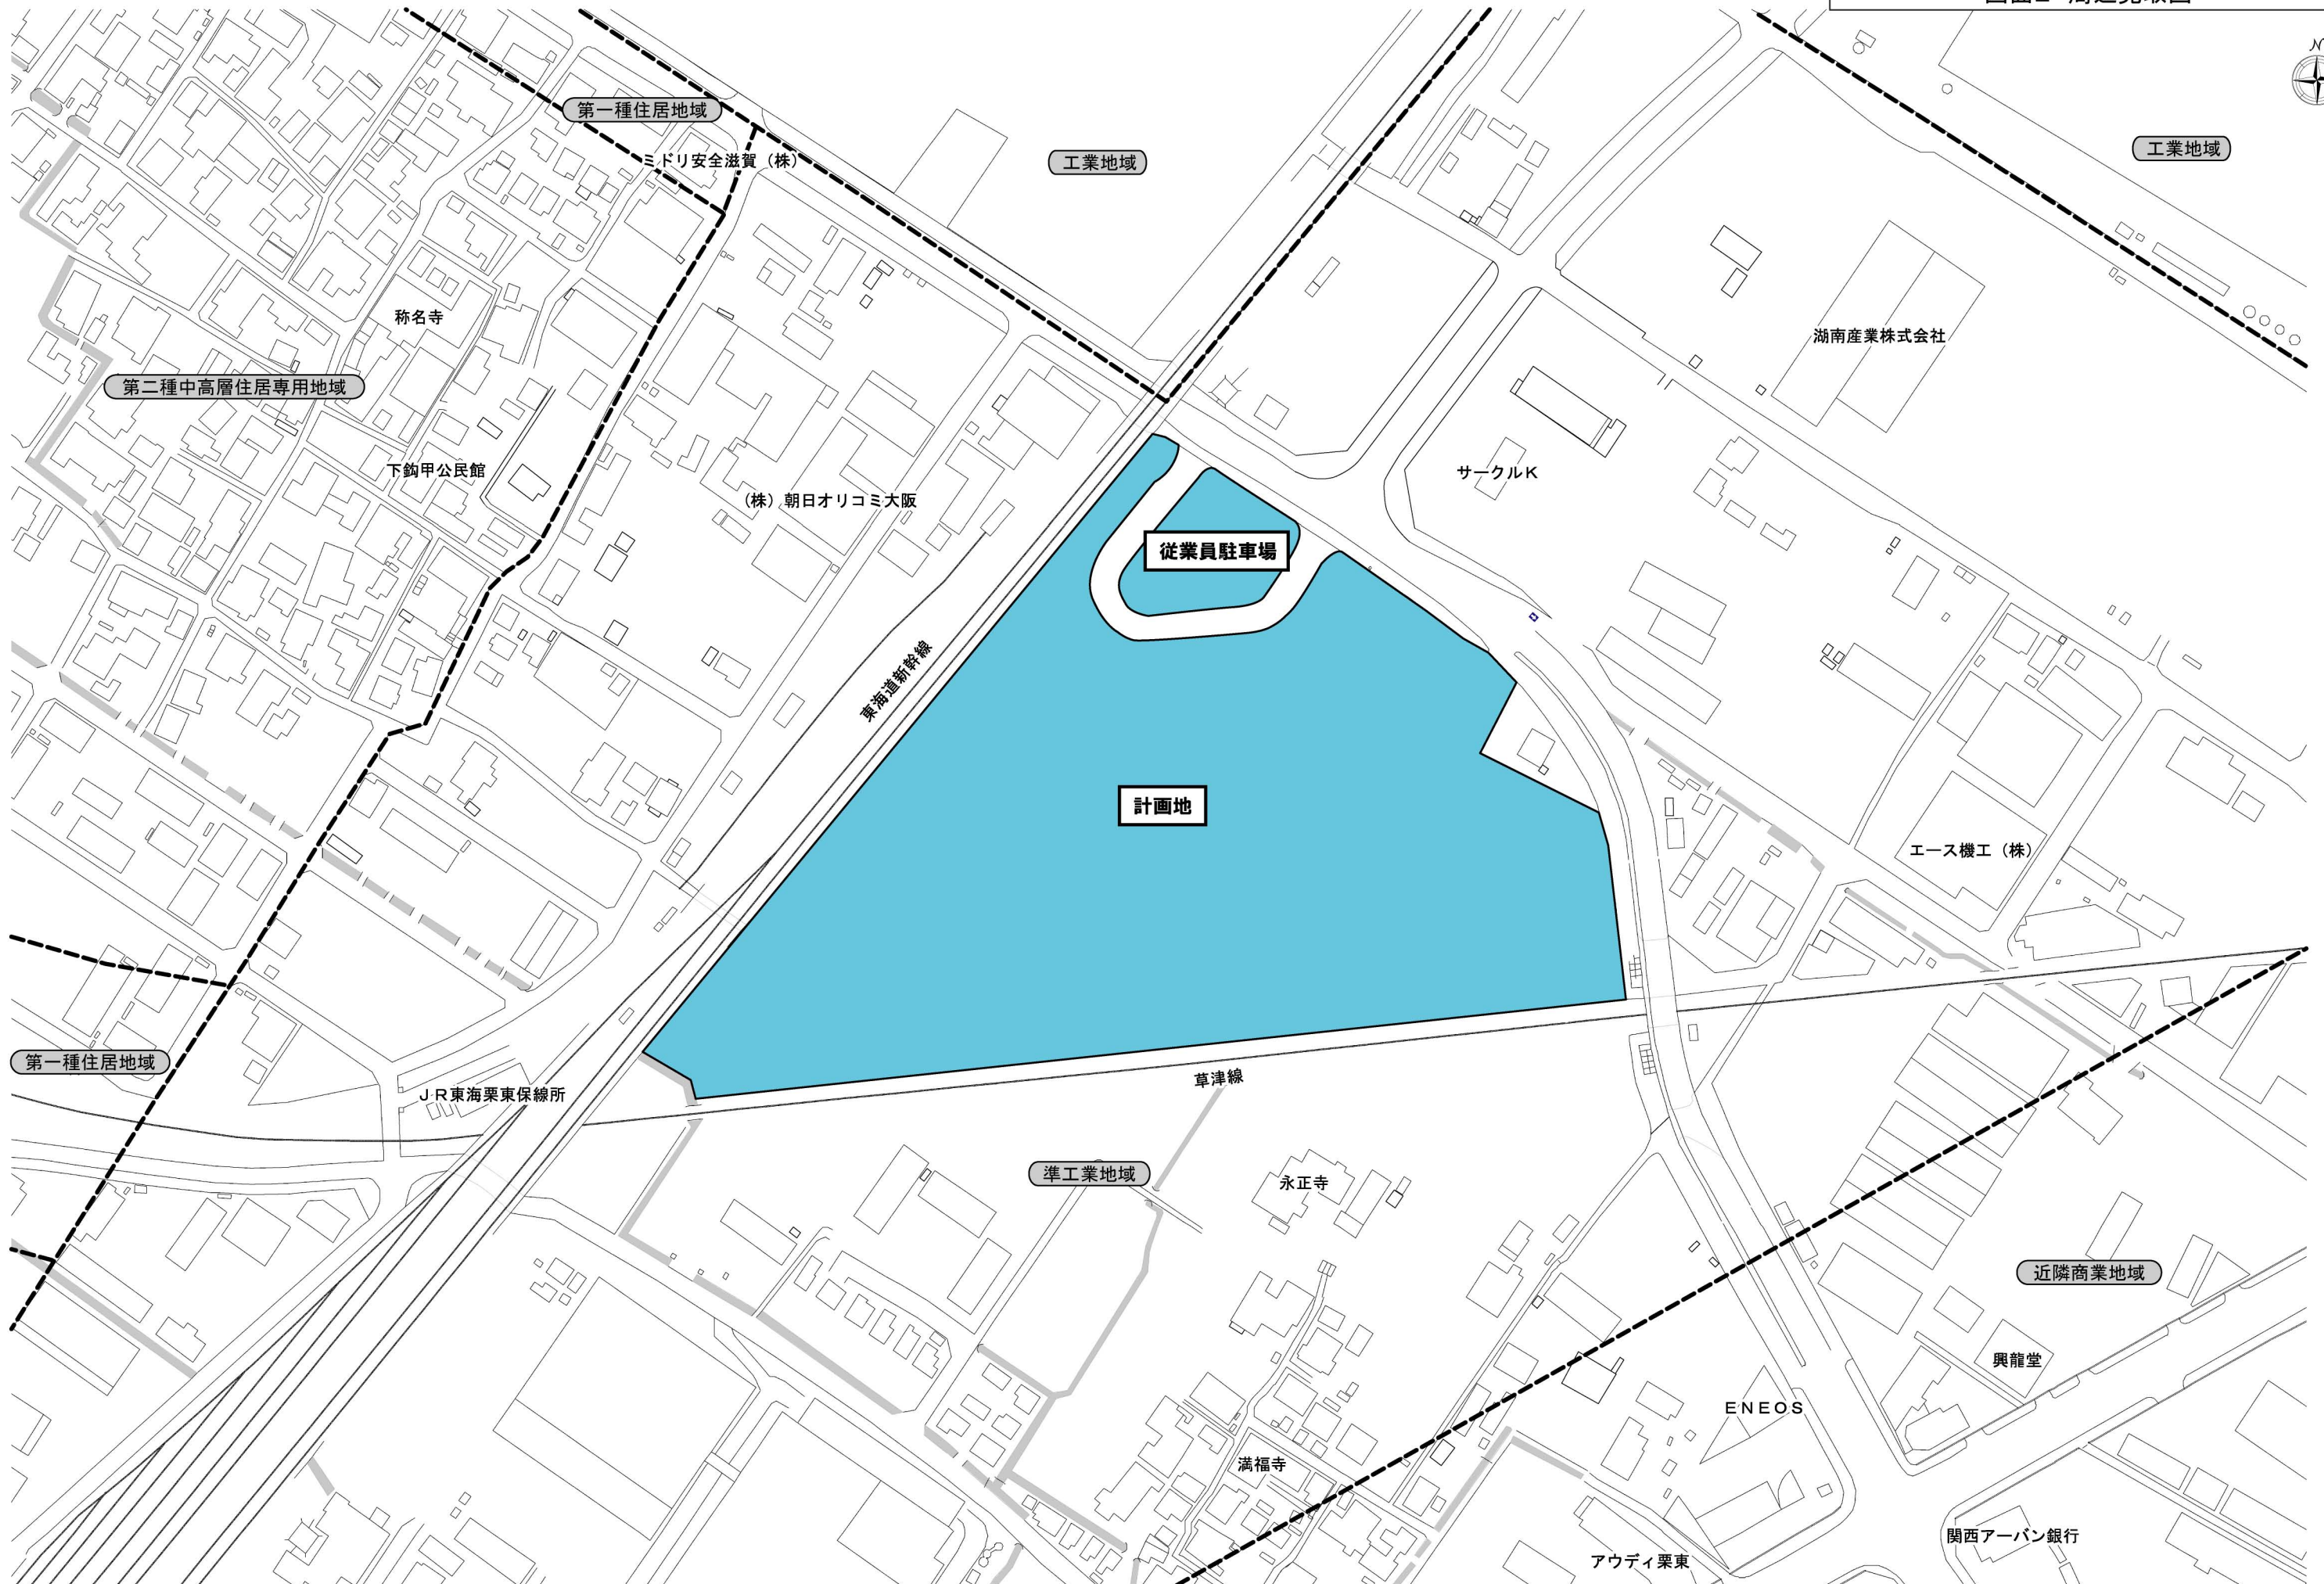 N
第一種住居地域
工業地域
工業地域
ミドリ安全滋賀（株）
称名寺
湖南産業株式会社
第二種中高層住居専用地域
下鈎甲公民館
サークルK
（株）朝日オリコミ大阪
従業員駐車場
東海道新幹線
計画地
エース機工（株）
第一種住居地域
草津線
JR東海栗東保線所
準工業地域
永正寺
近隣商業地域
興龍堂
ENEOS
満福寺
関西アーバン銀行
アウディ栗東